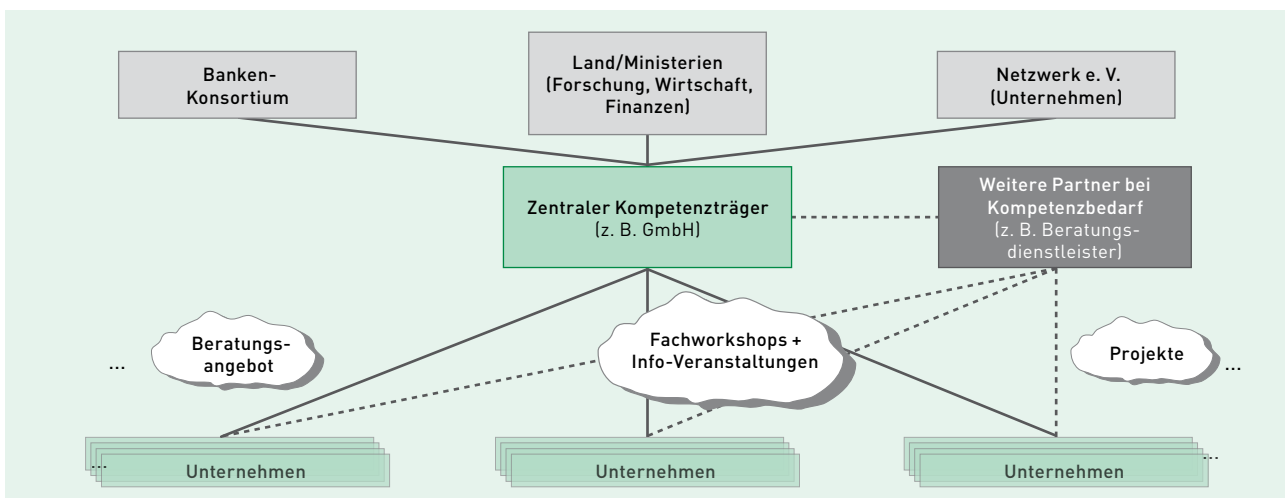 Banken-
Konsortium
Land/Ministerien
(Forschung, Wirtschaft,
Finanzen)
Netzwerk e. V.
(Unternehmen)
Zentraler Kompetenzträger
(z. B. GmbH)
Weitere Partner bei
Kompetenzbedarf
(z. B. Beratungs-
dienstleister)
...
Beratungs-
angebot
Fachworkshops +
Info-Veranstaltungen
Projekte
...
...
Unternehmen
Unternehmen
Unternehmen
...